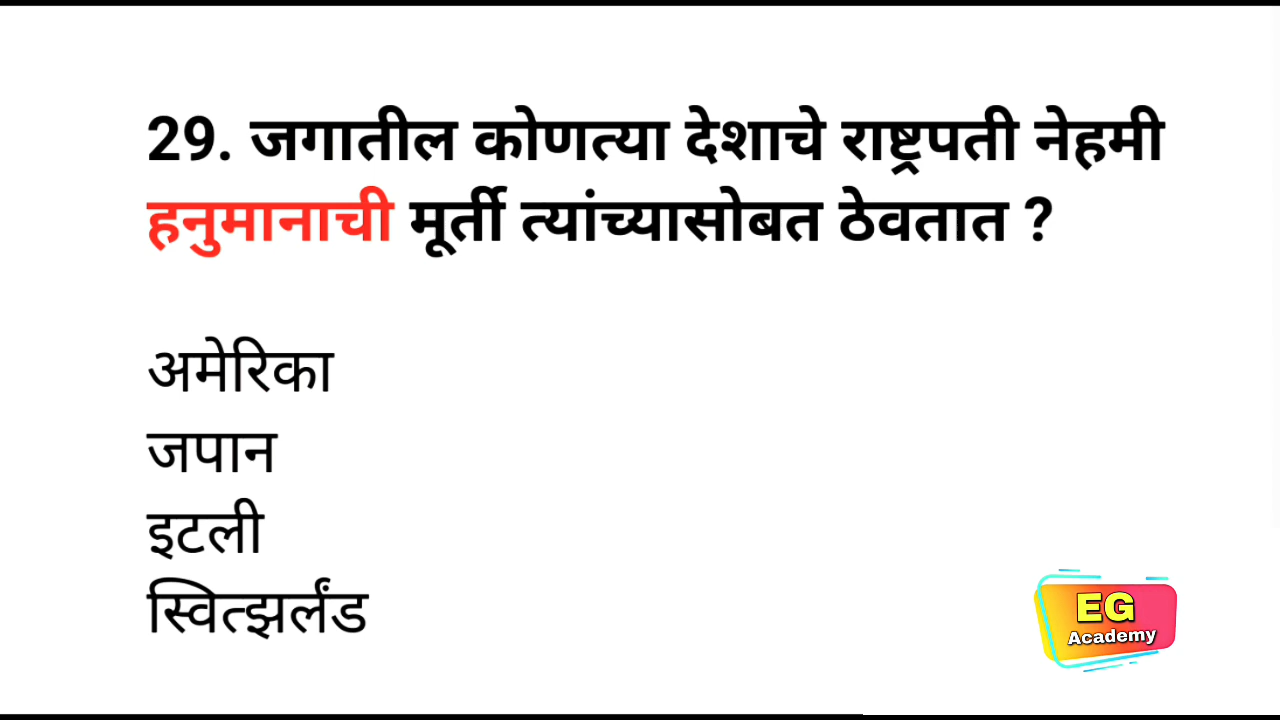 29. जगातील कोणत्या देशाचे राष्ट्रपती नेहमी
हनुमानाची मूर्ती त्यांच्यासोबत ठेवतात ?
अमेरिका
जपान
इटली
स्वित्झर्लंड
EG
Academy